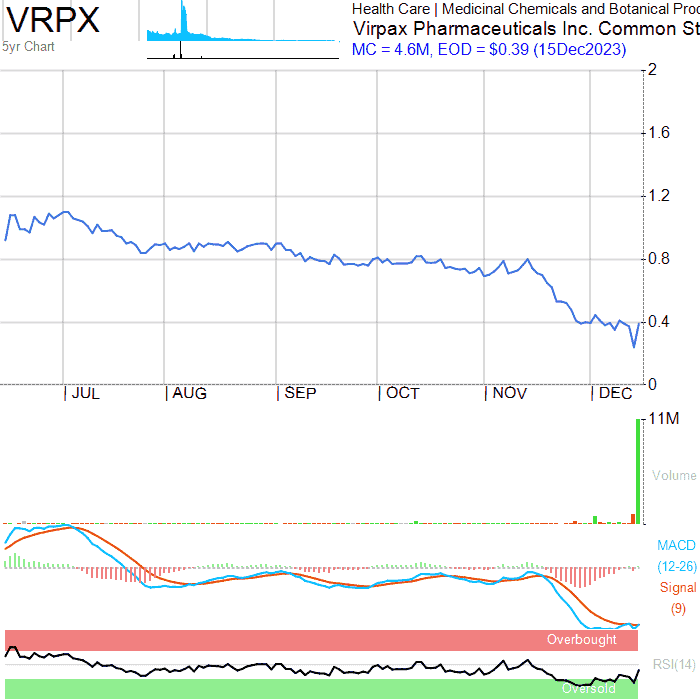 VRPX
5yr Chart
Health Care | Medicinal Chemicals and Botanical Proc
Virpax Pharmaceuticals Inc. Common St
MC = 4.6M, EOD = $0.39 (15Dec2023)
2
1.6
1.2
0.8
0.4
0
JUL AUG SEP OCT NOV DEC
11M
Volume
MACD
(12-26)
Signal
(9)
Overbought
RSI(14)
Oversold